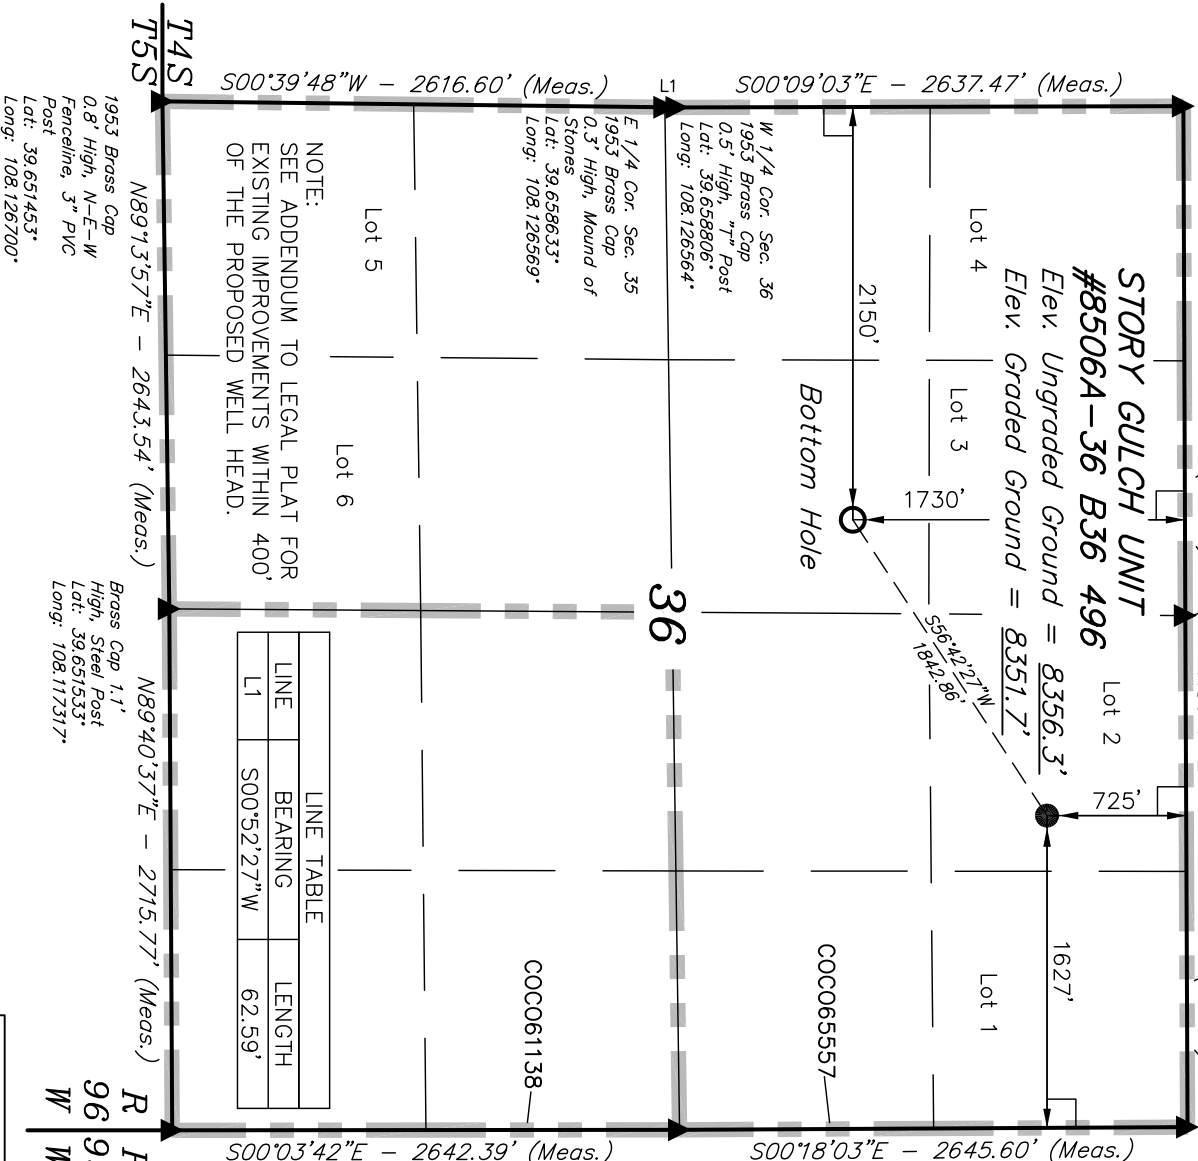 T4S
T5S
S00°39'48"W - 2616.60' (Meas.)
L1
S00°09'03"E - 2637.47' (Meas.)
1953 Brass Cap
0.8' High, N-E-W
Fenceline, 3" PVC
Post
Lat: 39.651453°
Long: 108.126700°
E 1/4 Cor. Sec. 35
1953 Brass Cap
0.3' High, Mound of
Stones
Lat: 39.658633°
Long: 108.126569°
W 1/4 Cor. Sec. 36
1953 Brass Cap
0.5' High, "T" Post
Lat: 39.658806°
Long: 108.126564°
NOTE:
SEE ADDENDUM TO LEGAL PLAT FOR
EXISTING IMPROVEMENTS WITHIN 400'
OF THE PROPOSED WELL HEAD.
Lot 5
Lot 4
STORY GULCH UNIT
#8506A-36 B36 496
Elev. Ungraded Ground = 8356.3'
Elev. Graded Ground = 8351.7'
2150'
Bottom Hole
Lot 3
1730'
Lot 6
N89°13'57"E - 2643.54' (Meas.)
36
S56°42'27"W
1842.86'
Lot 2
725'
1627'
Lot 1
Brass Cap 1.1'
High, Steel Post
Lat: 39.651533°
Long: 108.117317°
N89°40'37"E - 2715.77' (Meas.)
LINE TABLE
LINE BEARING LENGTH
L1 S00°52'27"W 62.59'
COC061138
COC065557
R
96
W
S00°03'42"E - 2642.39' (Meas.)
S00°18'03"E - 2645.60' (Meas.)